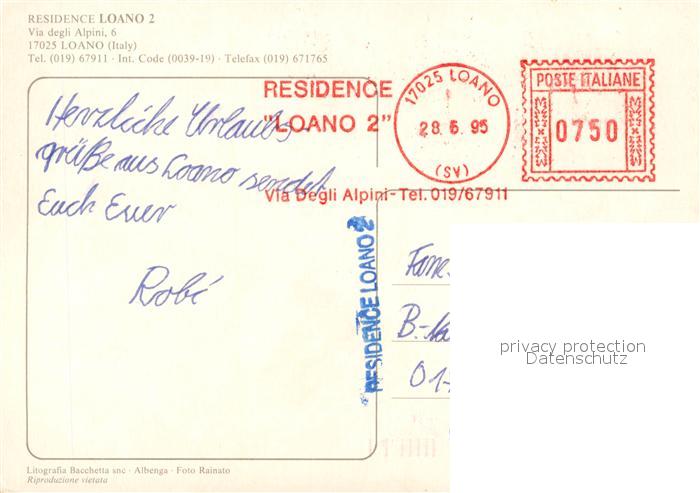 RESIDENCE LOANO 2
Via degli Alpini, 6
17025 LOANO (Italy)
Tel. (019) 67911 - Int. Code (0039-19) - Telefax (019) 671765
RESIDENCE
"LOANO 2"
Via Degli Alpini-Tel. 019/67911
17025 LOANO
28. 6. 95
(SV)
POSTE ITALIANE
0750
Herzliche Urlaubs-
grüße aus Loano sendet
Euch Euer
Robi
RESIDENCE LOANO 2
Fam.
B-
01-
privacy protection
Datenschutz
Litografia Bacchetta snc · Albenga · Foto Rainato
Riproduzione vietata